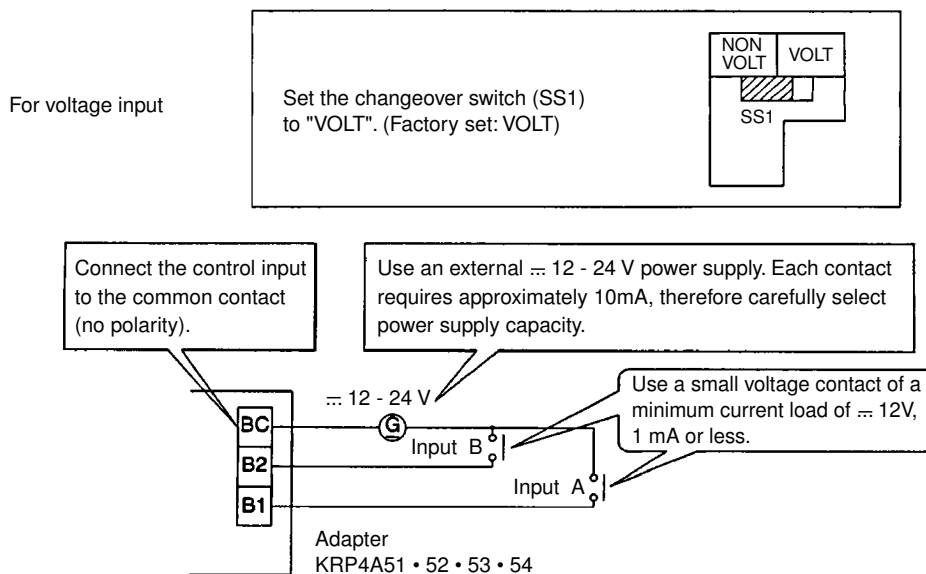 For voltage input
Set the changeover switch (SS1)
to "VOLT". (Factory set: VOLT)
NON
VOLT
VOLT
SS1
Connect the control input
to the common contact
(no polarity).
Use an external ⎓ 12 - 24 V power supply. Each contact
requires approximately 10mA, therefore carefully select
power supply capacity.
⎓ 12 - 24 V
Use a small voltage contact of a
minimum current load of ⎓ 12V,
1 mA or less.
BC
G
Input B
B2
Input A
B1
Adapter
KRP4A51 • 52 • 53 • 54